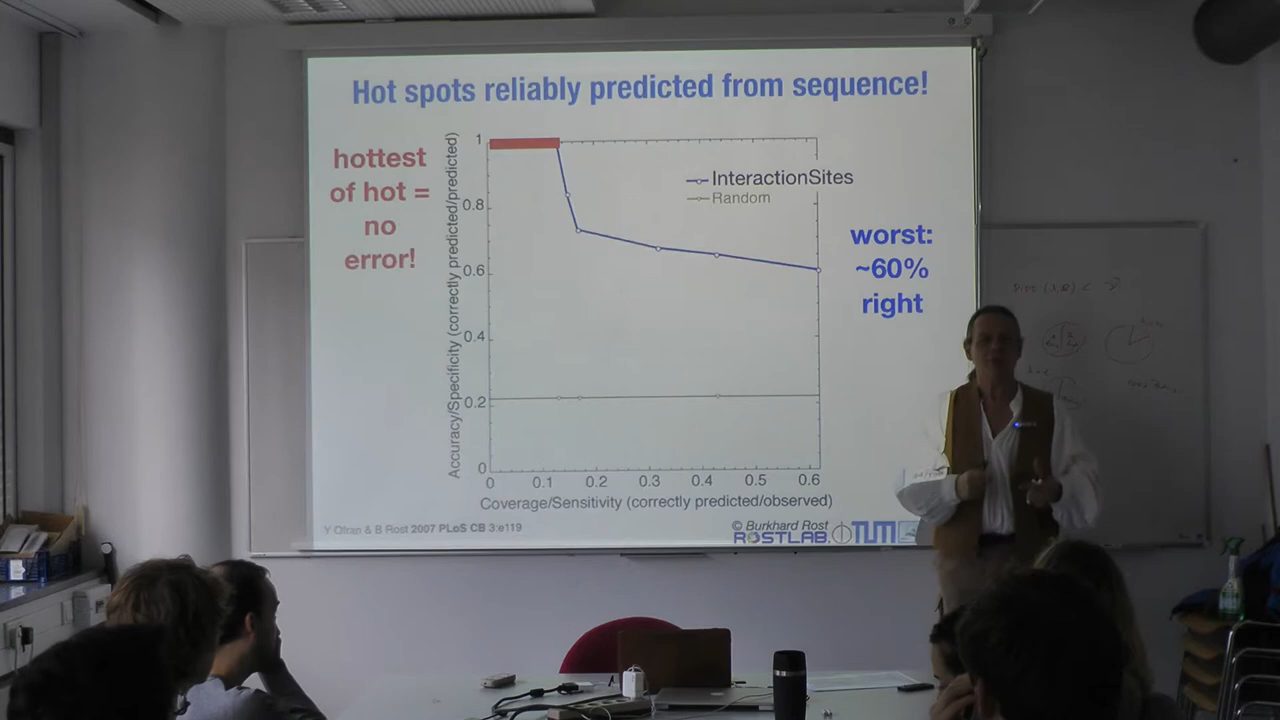 Hot spots reliably predicted from sequence!
hottest
of hot =
no
error!
Accuracy/Specificity (correctly predicted/predicted)
1
0.8
0.6
0.4
0.2
0
InteractionSites
Random
worst:
~60%
right
0 0.1 0.2 0.3 0.4 0.5 0.6
Coverage/Sensitivity (correctly predicted/observed)
Y Ofran & B Rost 2007 PLoS CB 3:e119
© Burkhard Rost
ROSTLAB. TUM